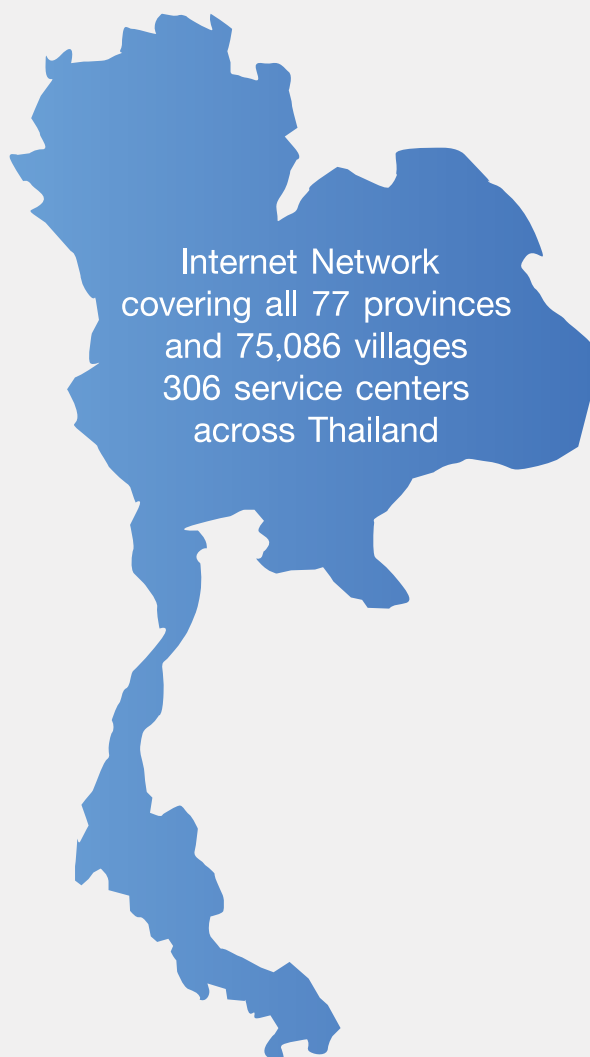 Internet Network
covering all 77 provinces
and 75,086 villages
306 service centers
across Thailand